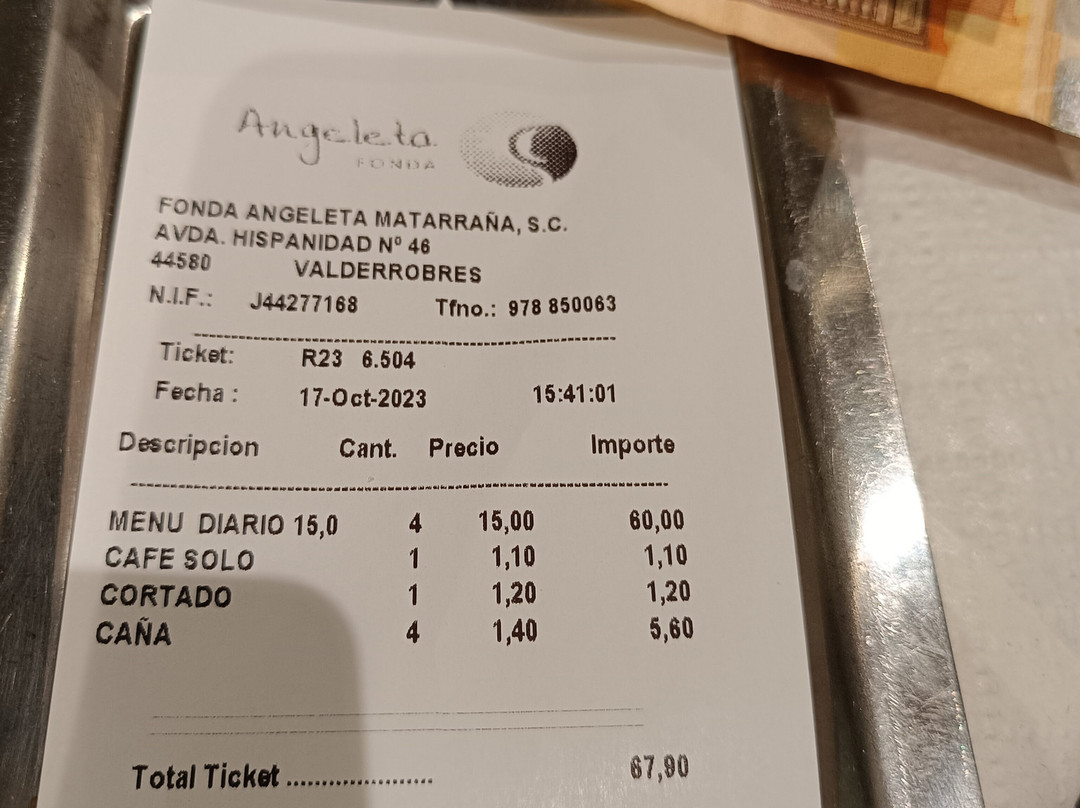 Angeleta
FONDA
FONDA ANGELETA MATARRAÑA, S.C.
AVDA. HISPANIDAD Nº 46
44580 VALDERROBRES
N.I.F.: J44277168 Tfno.: 978 850063
Ticket: R23 6.504
Fecha : 17-Oct-2023 15:41:01
Descripcion Cant. Precio Importe
MENU DIARIO 15,0 4 15,00 60,00
CAFE SOLO 1 1,10 1,10
CORTADO 1 1,20 1,20
CAÑA 4 1,40 5,60
Total Ticket ...................... 67,90